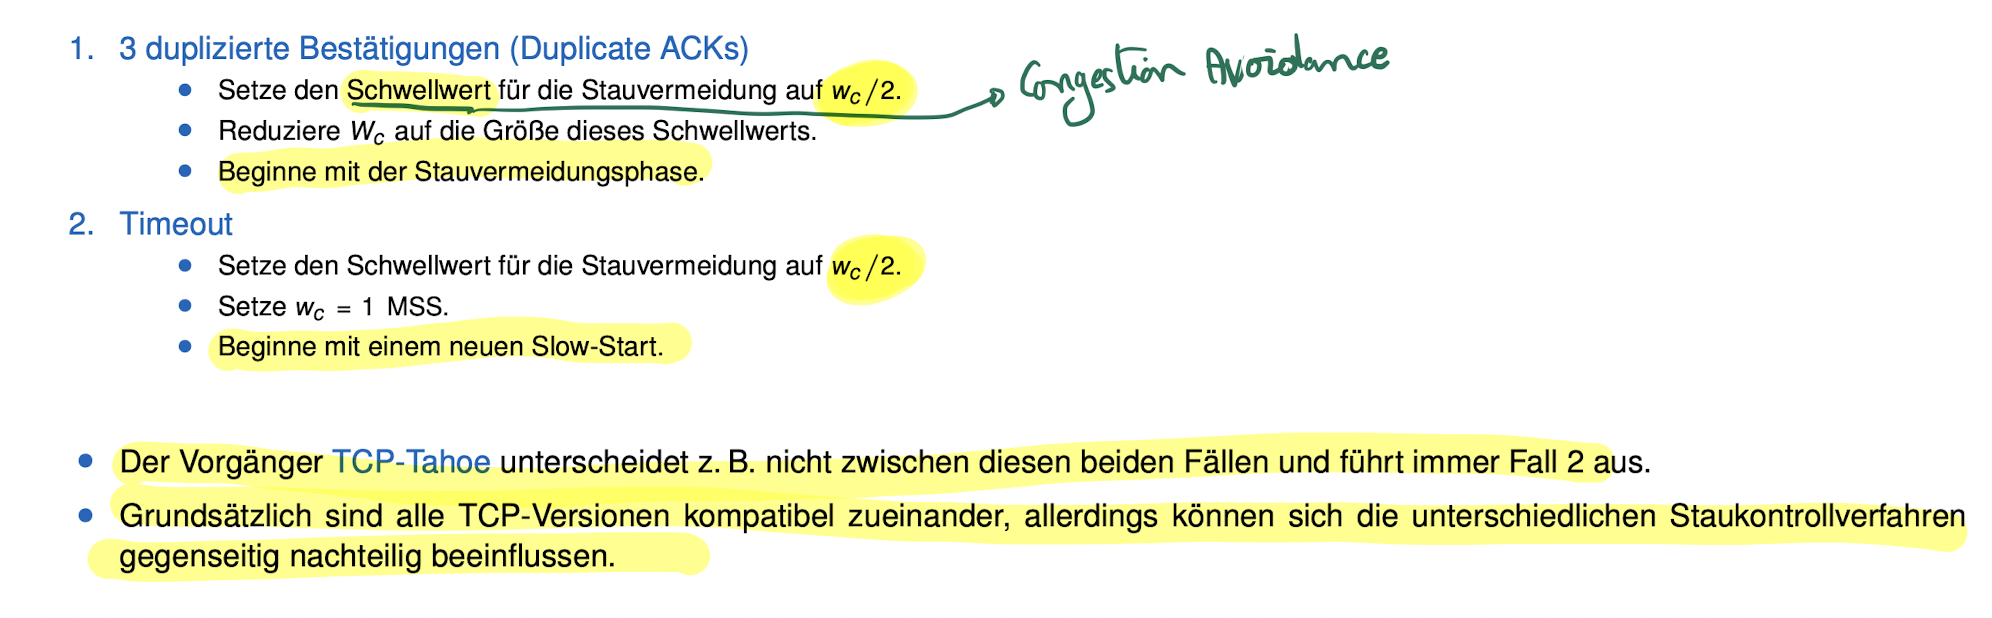 1. 3 duplizierte Bestätigungen (Duplicate ACKs)
• Setze den Schwellwert für die Stauvermeidung auf wc/2.
Congestion Avoidance
• Reduziere Wc auf die Größe dieses Schwellwerts.
• Beginne mit der Stauvermeidungsphase.
2. Timeout
• Setze den Schwellwert für die Stauvermeidung auf wc/2.
• Setze wc = 1 MSS.
• Beginne mit einem neuen Slow-Start.
• Der Vorgänger TCP-Tahoe unterscheidet z. B. nicht zwischen diesen beiden Fällen und führt immer Fall 2 aus.
• Grundsätzlich sind alle TCP-Versionen kompatibel zueinander, allerdings können sich die unterschiedlichen Staukontrollverfahren
gegenseitig nachteilig beeinflussen.